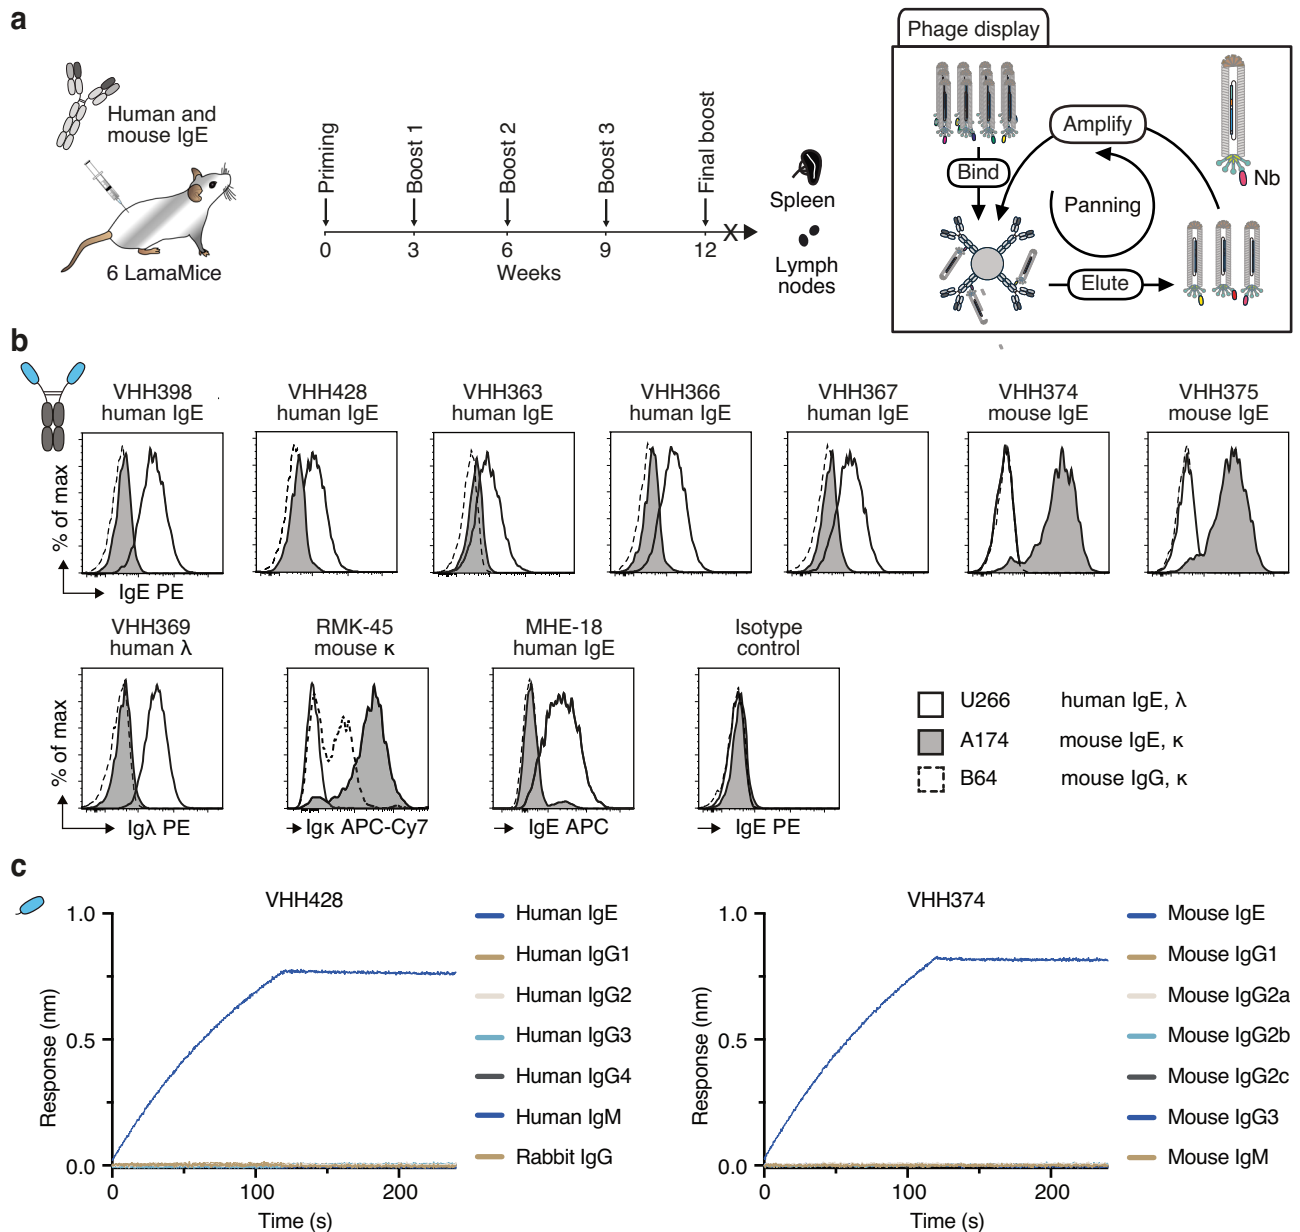 a
Human and
mouse IgE
6 LamaMice
Priming
Boost 1
Boost 2
Boost 3
Final boost
0
3
6
9
12
X
Weeks
Spleen
Lymph
nodes
Phage display
Bind
Amplify
Panning
Elute
Nb
b
VHH398
human IgE
VHH428
human IgE
VHH363
human IgE
VHH366
human IgE
VHH367
human IgE
VHH374
mouse IgE
VHH375
mouse IgE
% of max
IgE PE
VHH369
human λ
RMK-45
mouse κ
MHE-18
human IgE
Isotype
control
% of max
Igλ PE
Igκ APC-Cy7
IgE APC
IgE PE
U266 human IgE, λ
A174 mouse IgE, κ
B64 mouse IgG, κ
c
VHH428
Response (nm)
1.0
0.5
0.0
0
100
200
Time (s)
Human IgE
Human IgG1
Human IgG2
Human IgG3
Human IgG4
Human IgM
Rabbit IgG
VHH374
Response (nm)
1.0
0.5
0.0
0
100
200
Time (s)
Mouse IgE
Mouse IgG1
Mouse IgG2a
Mouse IgG2b
Mouse IgG2c
Mouse IgG3
Mouse IgM